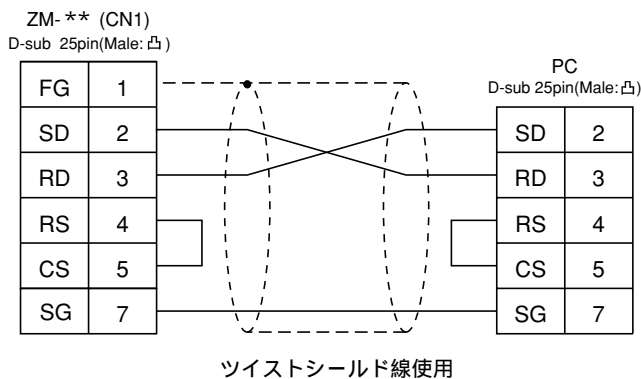 ZM-** (CN1)
D-sub 25pin(Male:凸)
FG 1
SD 2
RD 3
RS 4
CS 5
SG 7
PC
D-sub 25pin(Male:凸)
SD 2
RD 3
RS 4
CS 5
SG 7
ツイストシールド線使用